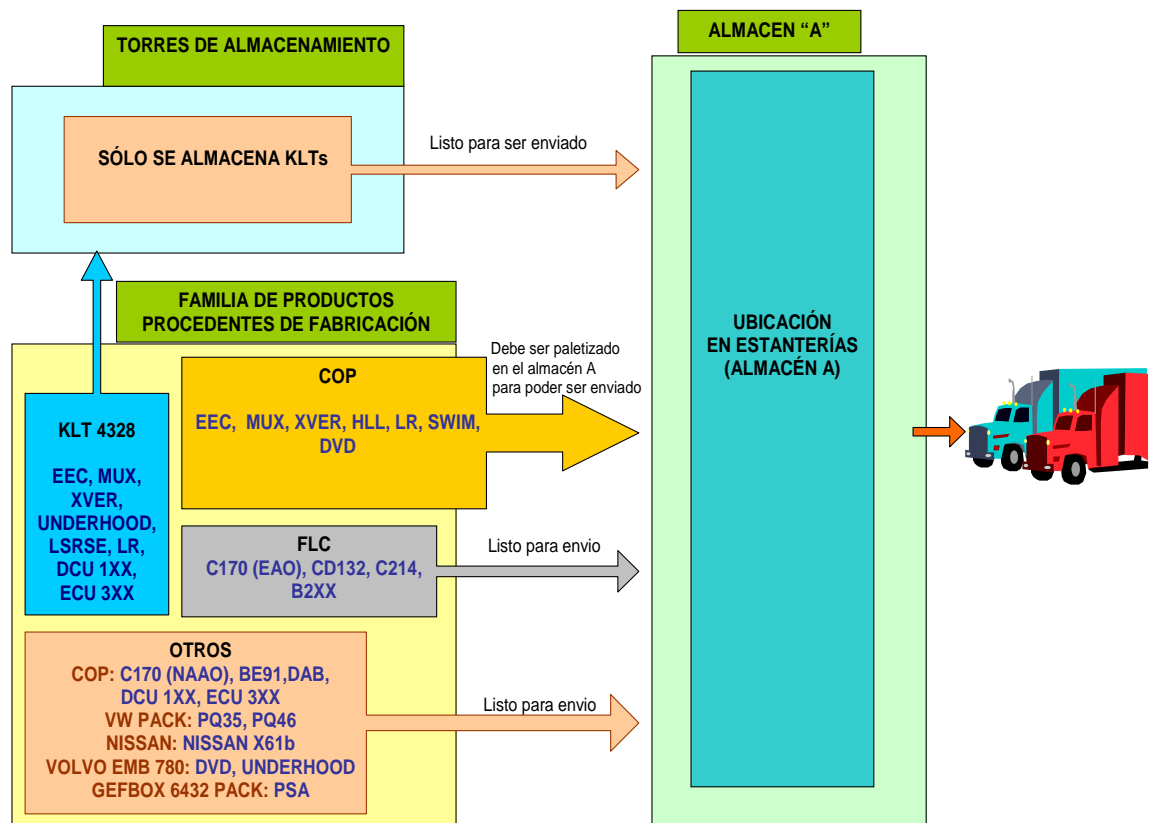 TORRES DE ALMACENAMIENTO
ALMACEN “A”
SÓLO SE ALMACENA KLTs
Listo para ser enviado
FAMILIA DE PRODUCTOS
PROCEDENTES DE FABRICACIÓN
KLT 4328
EEC, MUX,
XVER,
UNDERHOOD,
LSRSE, LR,
DCU 1XX,
ECU 3XX
COP
EEC, MUX, XVER, HLL, LR, SWIM,
DVD
Debe ser paletizado
en el almacén A
para poder ser enviado
FLC
C170 (EAO), CD132, C214,
B2XX
Listo para envio
OTROS
COP: C170 (NAAO), BE91,DAB,
DCU 1XX, ECU 3XX
VW PACK: PQ35, PQ46
NISSAN: NISSAN X61b
VOLVO EMB 780: DVD, UNDERHOOD
GEFBOX 6432 PACK: PSA
Listo para envio
UBICACIÓN
EN ESTANTERÍAS
(ALMACÉN A)